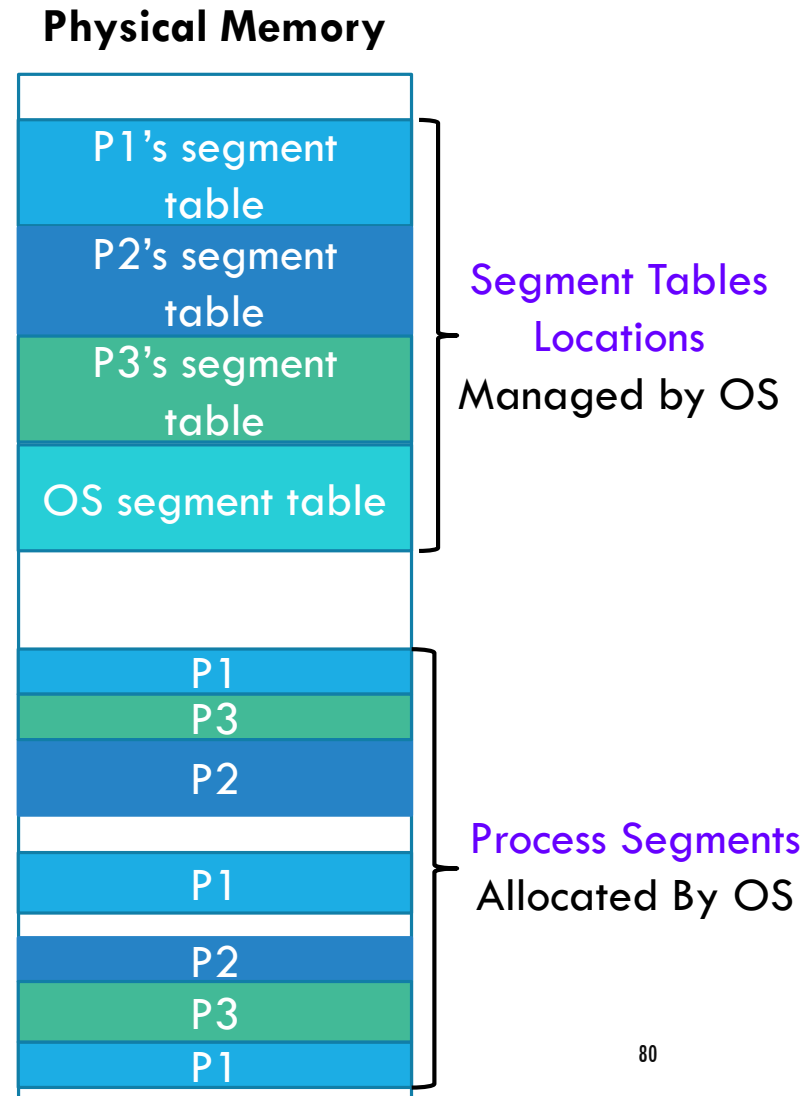 Physical Memory
P1's segment
table
P2's segment
table
P3's segment
table
OS segment table
Segment Tables
Locations
Managed by OS
P1
P3
P2
P1
P2
P3
P1
Process Segments
Allocated By OS
80